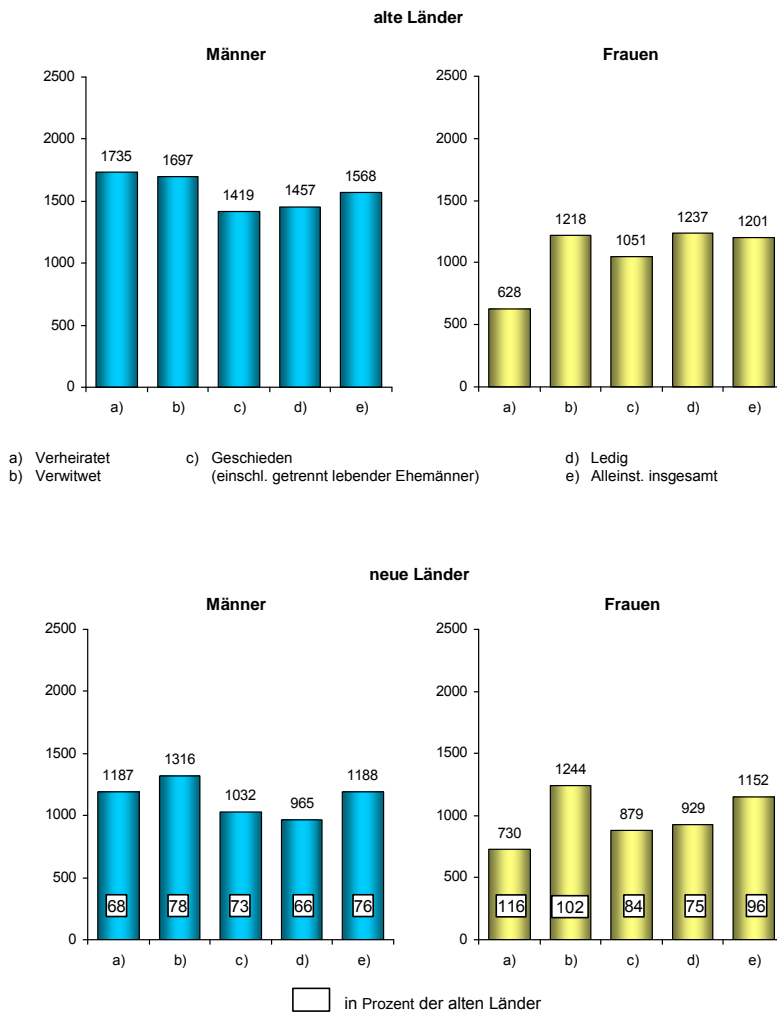 alte Länder
Männer
2500
2000
1500
1000
500
0
1735
1697
1419
1457
1568
a) b) c) d) e)
Frauen
2500
2000
1500
1000
500
0
628
1218
1051
1237
1201
a) b) c) d) e)
a) Verheiratet
b) Verwitwet
c) Geschieden
(einschl. getrennt lebender Ehemänner)
d) Ledig
e) Alleinst. insgesamt
neue Länder
Männer
2500
2000
1500
1000
500
0
1187
1316
1032
965
1188
68 78 73 66 76
a) b) c) d) e)
Frauen
2500
2000
1500
1000
500
0
730
1244
879
929
1152
116 102 84 75 96
a) b) c) d) e)
in Prozent der alten Länder